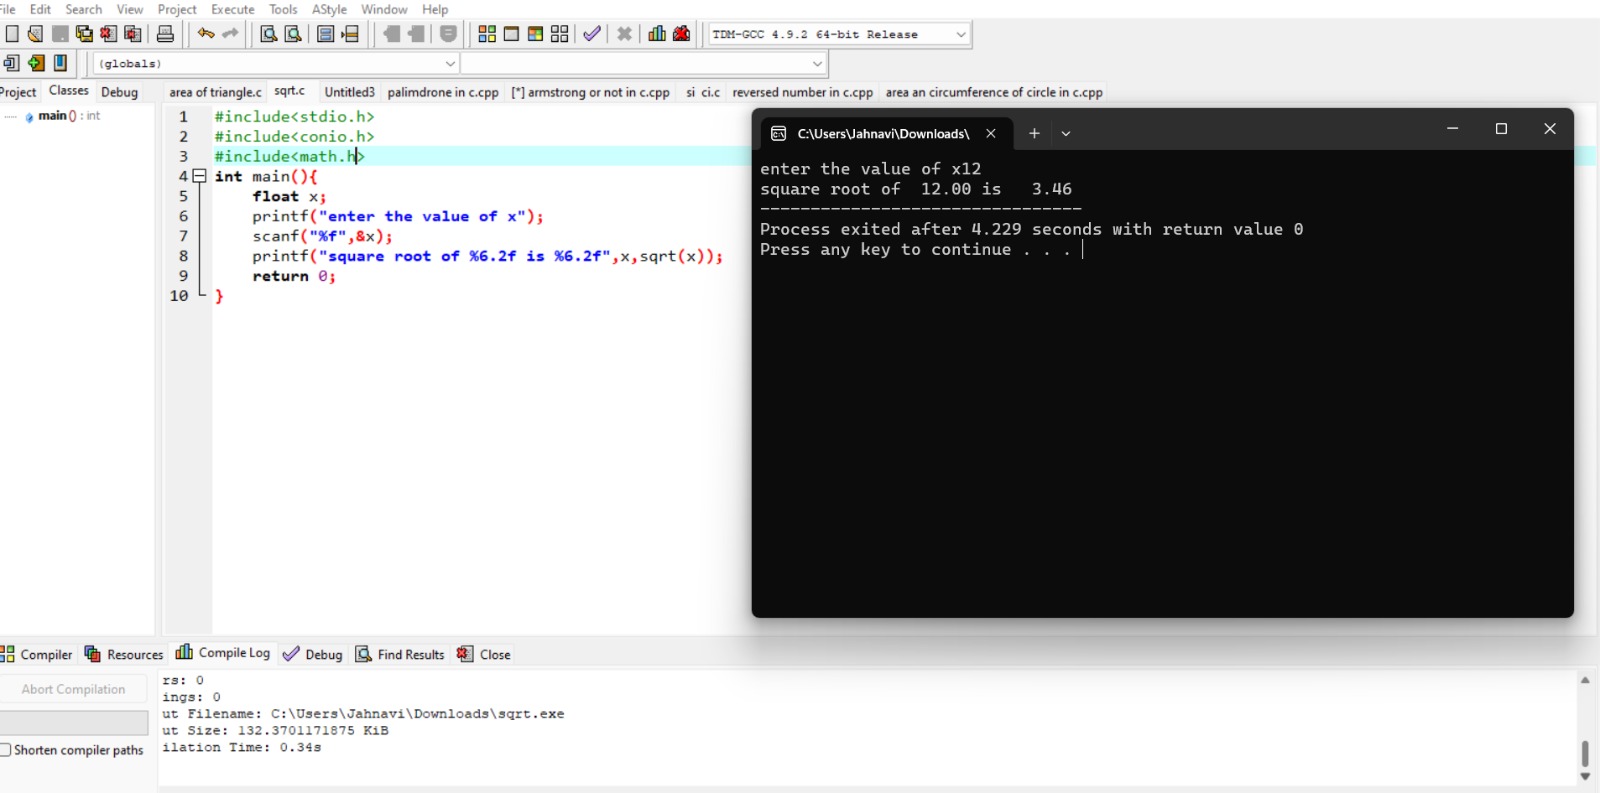 File Edit Search View Project Execute Tools AStyle Window Help
TDM-GCC 4.9.2 64-bit Release
(globals)
Project Classes Debug
area of triangle.c sqrt.c Untitled3 palimdrone in c.cpp [*] armstrong or not in c.cpp si ci.c reversed number in c.cpp area an circumference of circle in c.cpp
main () : int
1 #include<stdio.h>
2 #include<conio.h>
3 #include<math.h>
4 int main(){
5 float x;
6 printf("enter the value of x");
7 scanf("%f",&x);
8 printf("square root of %6.2f is %6.2f",x,sqrt(x));
9 return 0;
10 }
C:\Users\Jahnavi\Downloads\
enter the value of x12
square root of  12.00 is   3.46
--------------------------------
Process exited after 4.229 seconds with return value 0
Press any key to continue . . .
Compiler Resources Compile Log Debug Find Results Close
Abort Compilation
Shorten compiler paths
rs: 0
ings: 0
ut Filename: C:\Users\Jahnavi\Downloads\sqrt.exe
ut Size: 132.3701171875 KiB
ilation Time: 0.34s